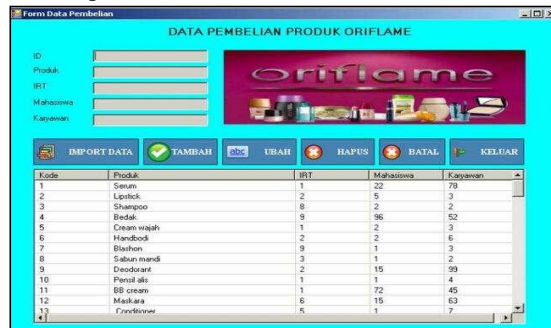 Form Data Pembelian
DATA PEMBELIAN PRODUK ORIFLAME
ID
Produk
IRT
Mahasiswa
Karyawan
oriflame
IMPORT DATA TAMBAH abc UBAH HAPUS BATAL KELUAR
Kode Produk IRT Mahasiswa Karyawan
1 Serum 1 22 78
2 Lipstick 2 5 3
3 Shampoo 8 2 2
4 Bedak 9 96 52
5 Cream wajah 1 2 3
6 Handbodi 2 2 6
7 Blashon 9 1 3
8 Sabun mandi 3 1 2
9 Deodorant 2 15 99
10 Pensil alis 1 1 4
11 BB cream 1 72 45
12 Maskara 6 15 63
13 Conditioner 5 1 7